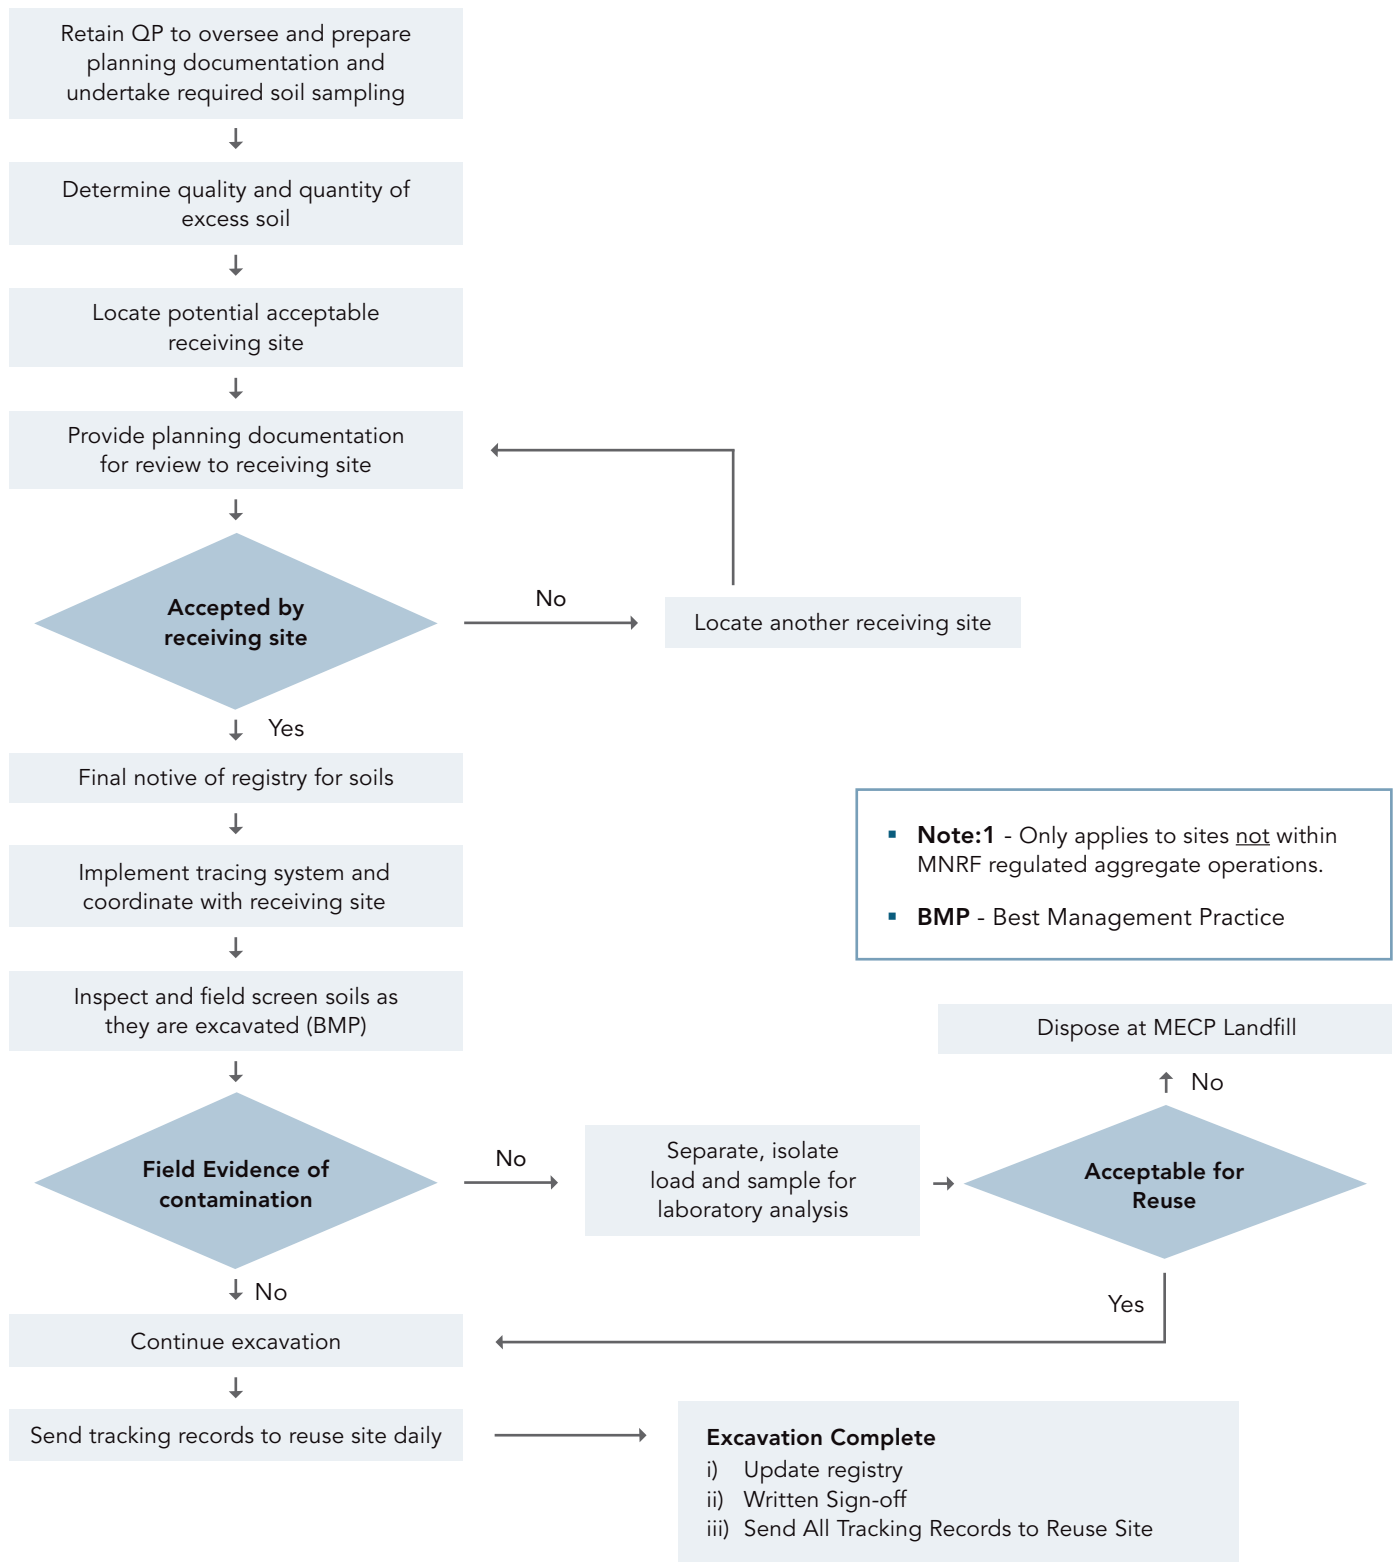 Retain QP to oversee and prepare
planning documentation and
undertake required soil sampling
Determine quality and quantity of
excess soil
Locate potential acceptable
receiving site
Provide planning documentation
for review to receiving site
Accepted by
receiving site
No
Locate another receiving site
Yes
Final notice of registry for soils
Implement tracing system and
coordinate with receiving site
▪ Note:1 - Only applies to sites not within
MNRF regulated aggregate operations.
▪ BMP - Best Management Practice
Inspect and field screen soils as
they are excavated (BMP)
Dispose at MECP Landfill
No
Field Evidence of
contamination
No
Separate, isolate
load and sample for
laboratory analysis
Acceptable for
Reuse
No
Yes
Continue excavation
Send tracking records to reuse site daily
Excavation Complete
i) Update registry
ii) Written Sign-off
iii) Send All Tracking Records to Reuse Site